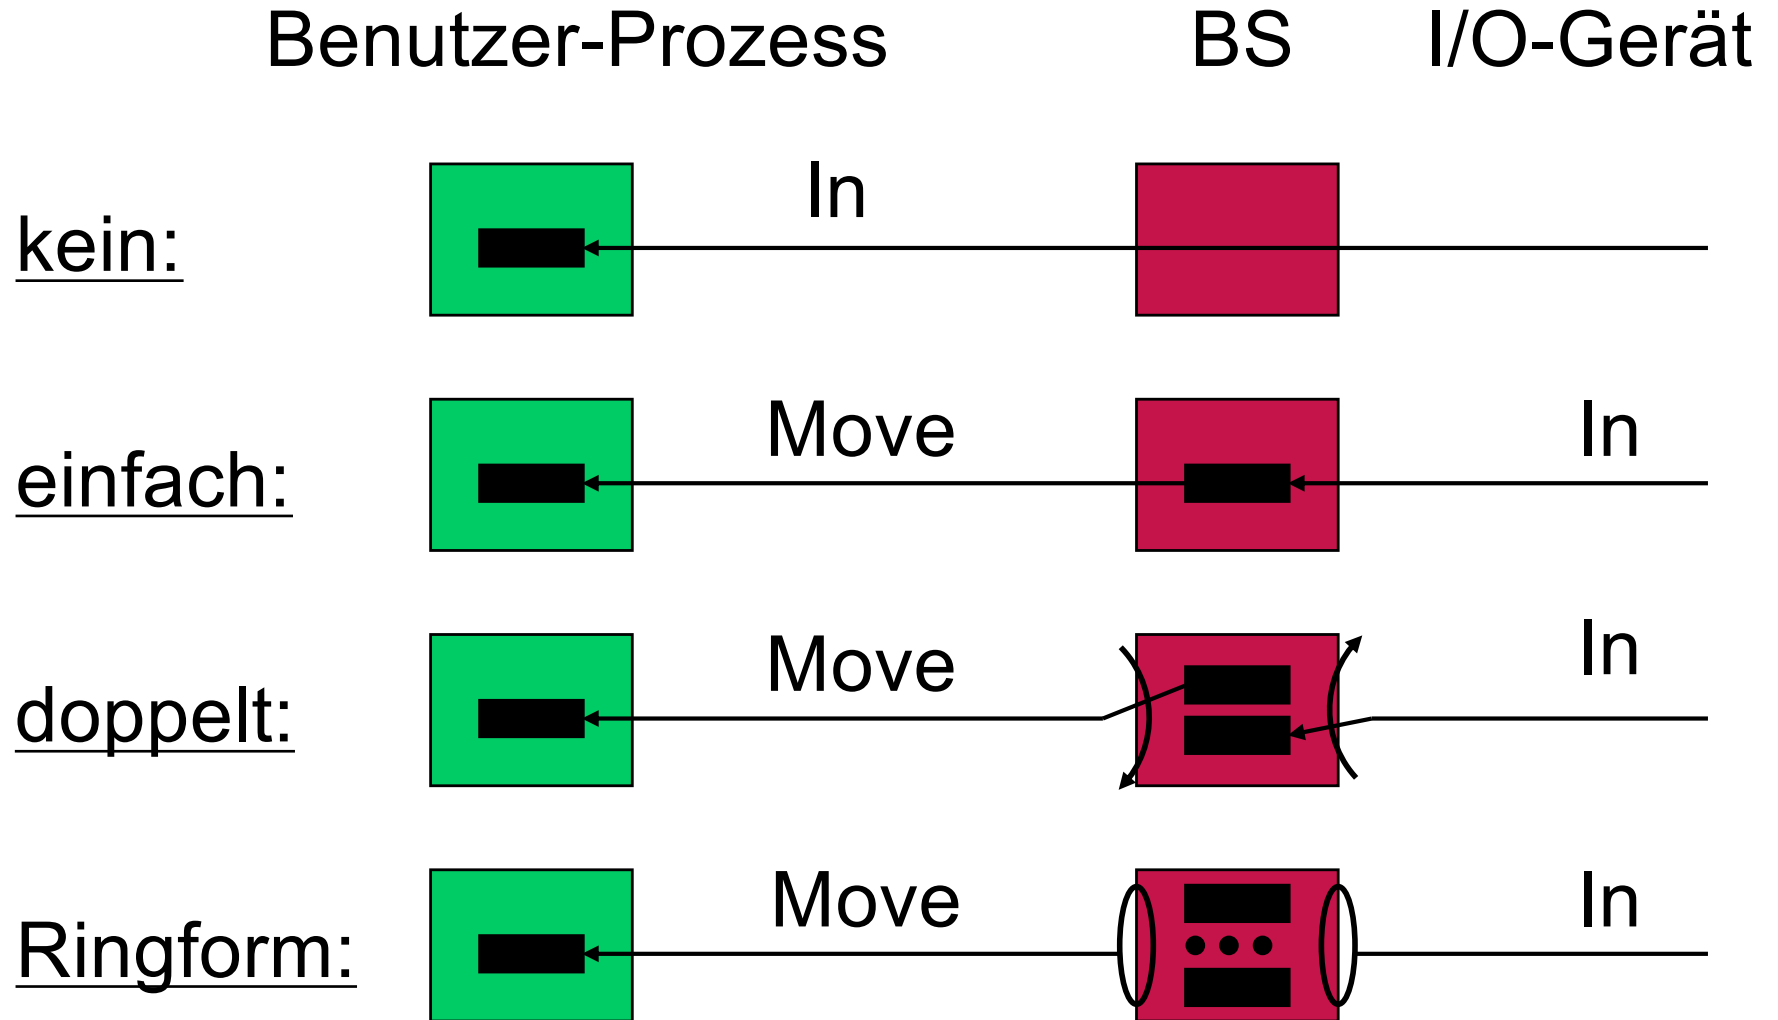 Benutzer-Prozess BS I/O-Gerät
kein: In
einfach: Move In
doppelt: Move In
Ringform: Move In